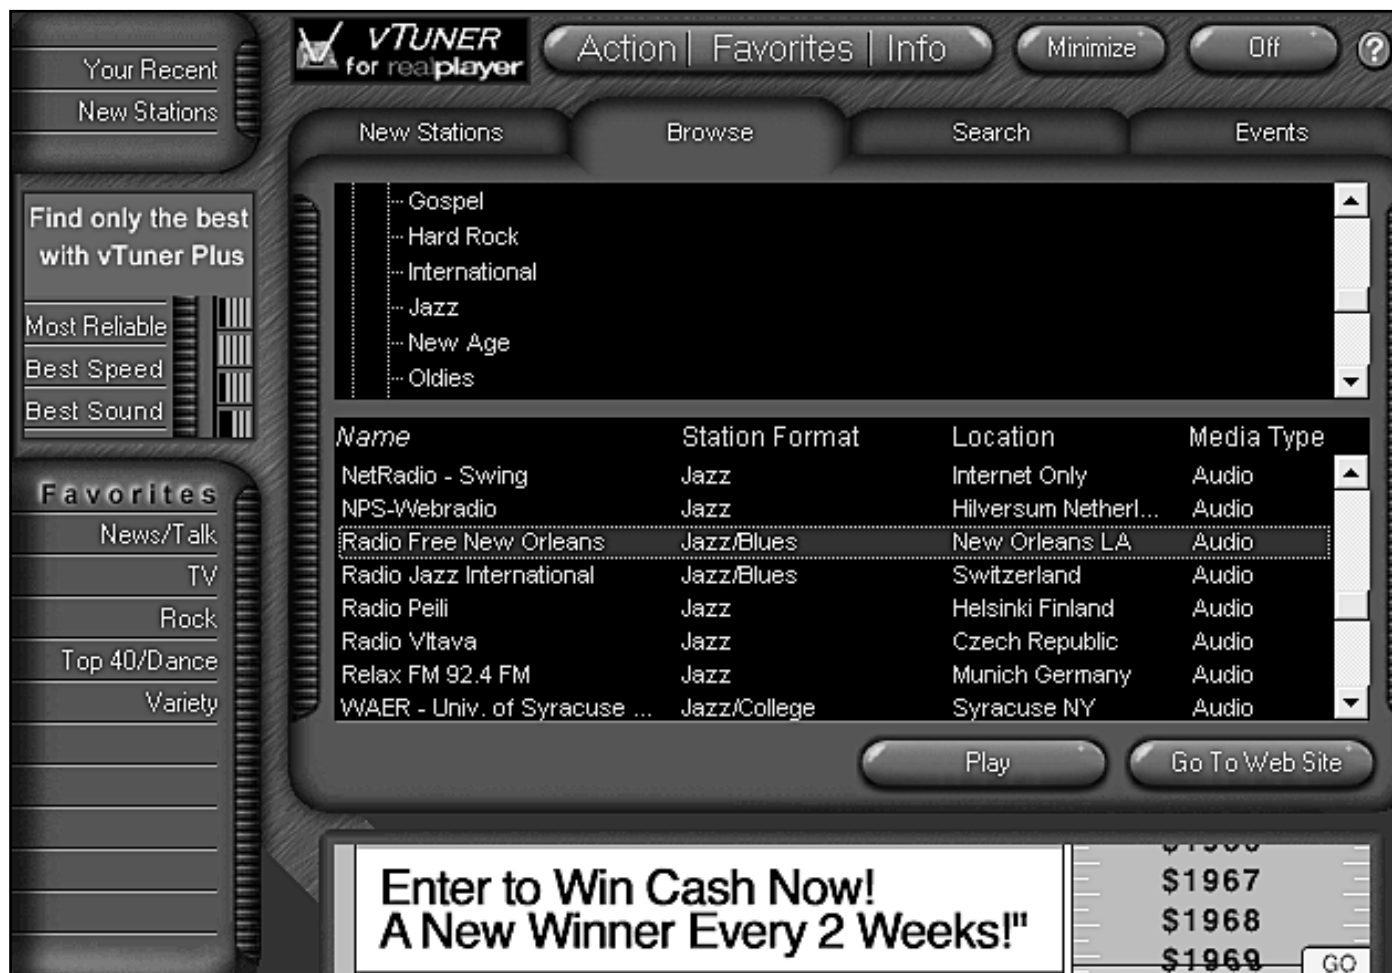 Your Recent
New Stations
vTUNER
for realplayer
Action | Favorites | Info
Minimize
Off
?
New Stations
Browse
Search
Events
Find only the best
with vTuner Plus
Most Reliable
Best Speed
Best Sound
Favorites
News/Talk
TV
Rock
Top 40/Dance
Variety
Gospel
Hard Rock
International
Jazz
New Age
Oldies
Name Station Format Location Media Type
NetRadio - Swing Jazz Internet Only Audio
NPS-Webradio Jazz Hilversum Netherl... Audio
Radio Free New Orleans Jazz/Blues New Orleans LA Audio
Radio Jazz International Jazz/Blues Switzerland Audio
Radio Peili Jazz Helsinki Finland Audio
Radio Vltava Jazz Czech Republic Audio
Relax FM 92.4 FM Jazz Munich Germany Audio
WAER - Univ. of Syracuse ... Jazz/College Syracuse NY Audio
Play
Go To Web Site
Enter to Win Cash Now!
A New Winner Every 2 Weeks!"
$1967
$1968
$1969
GO